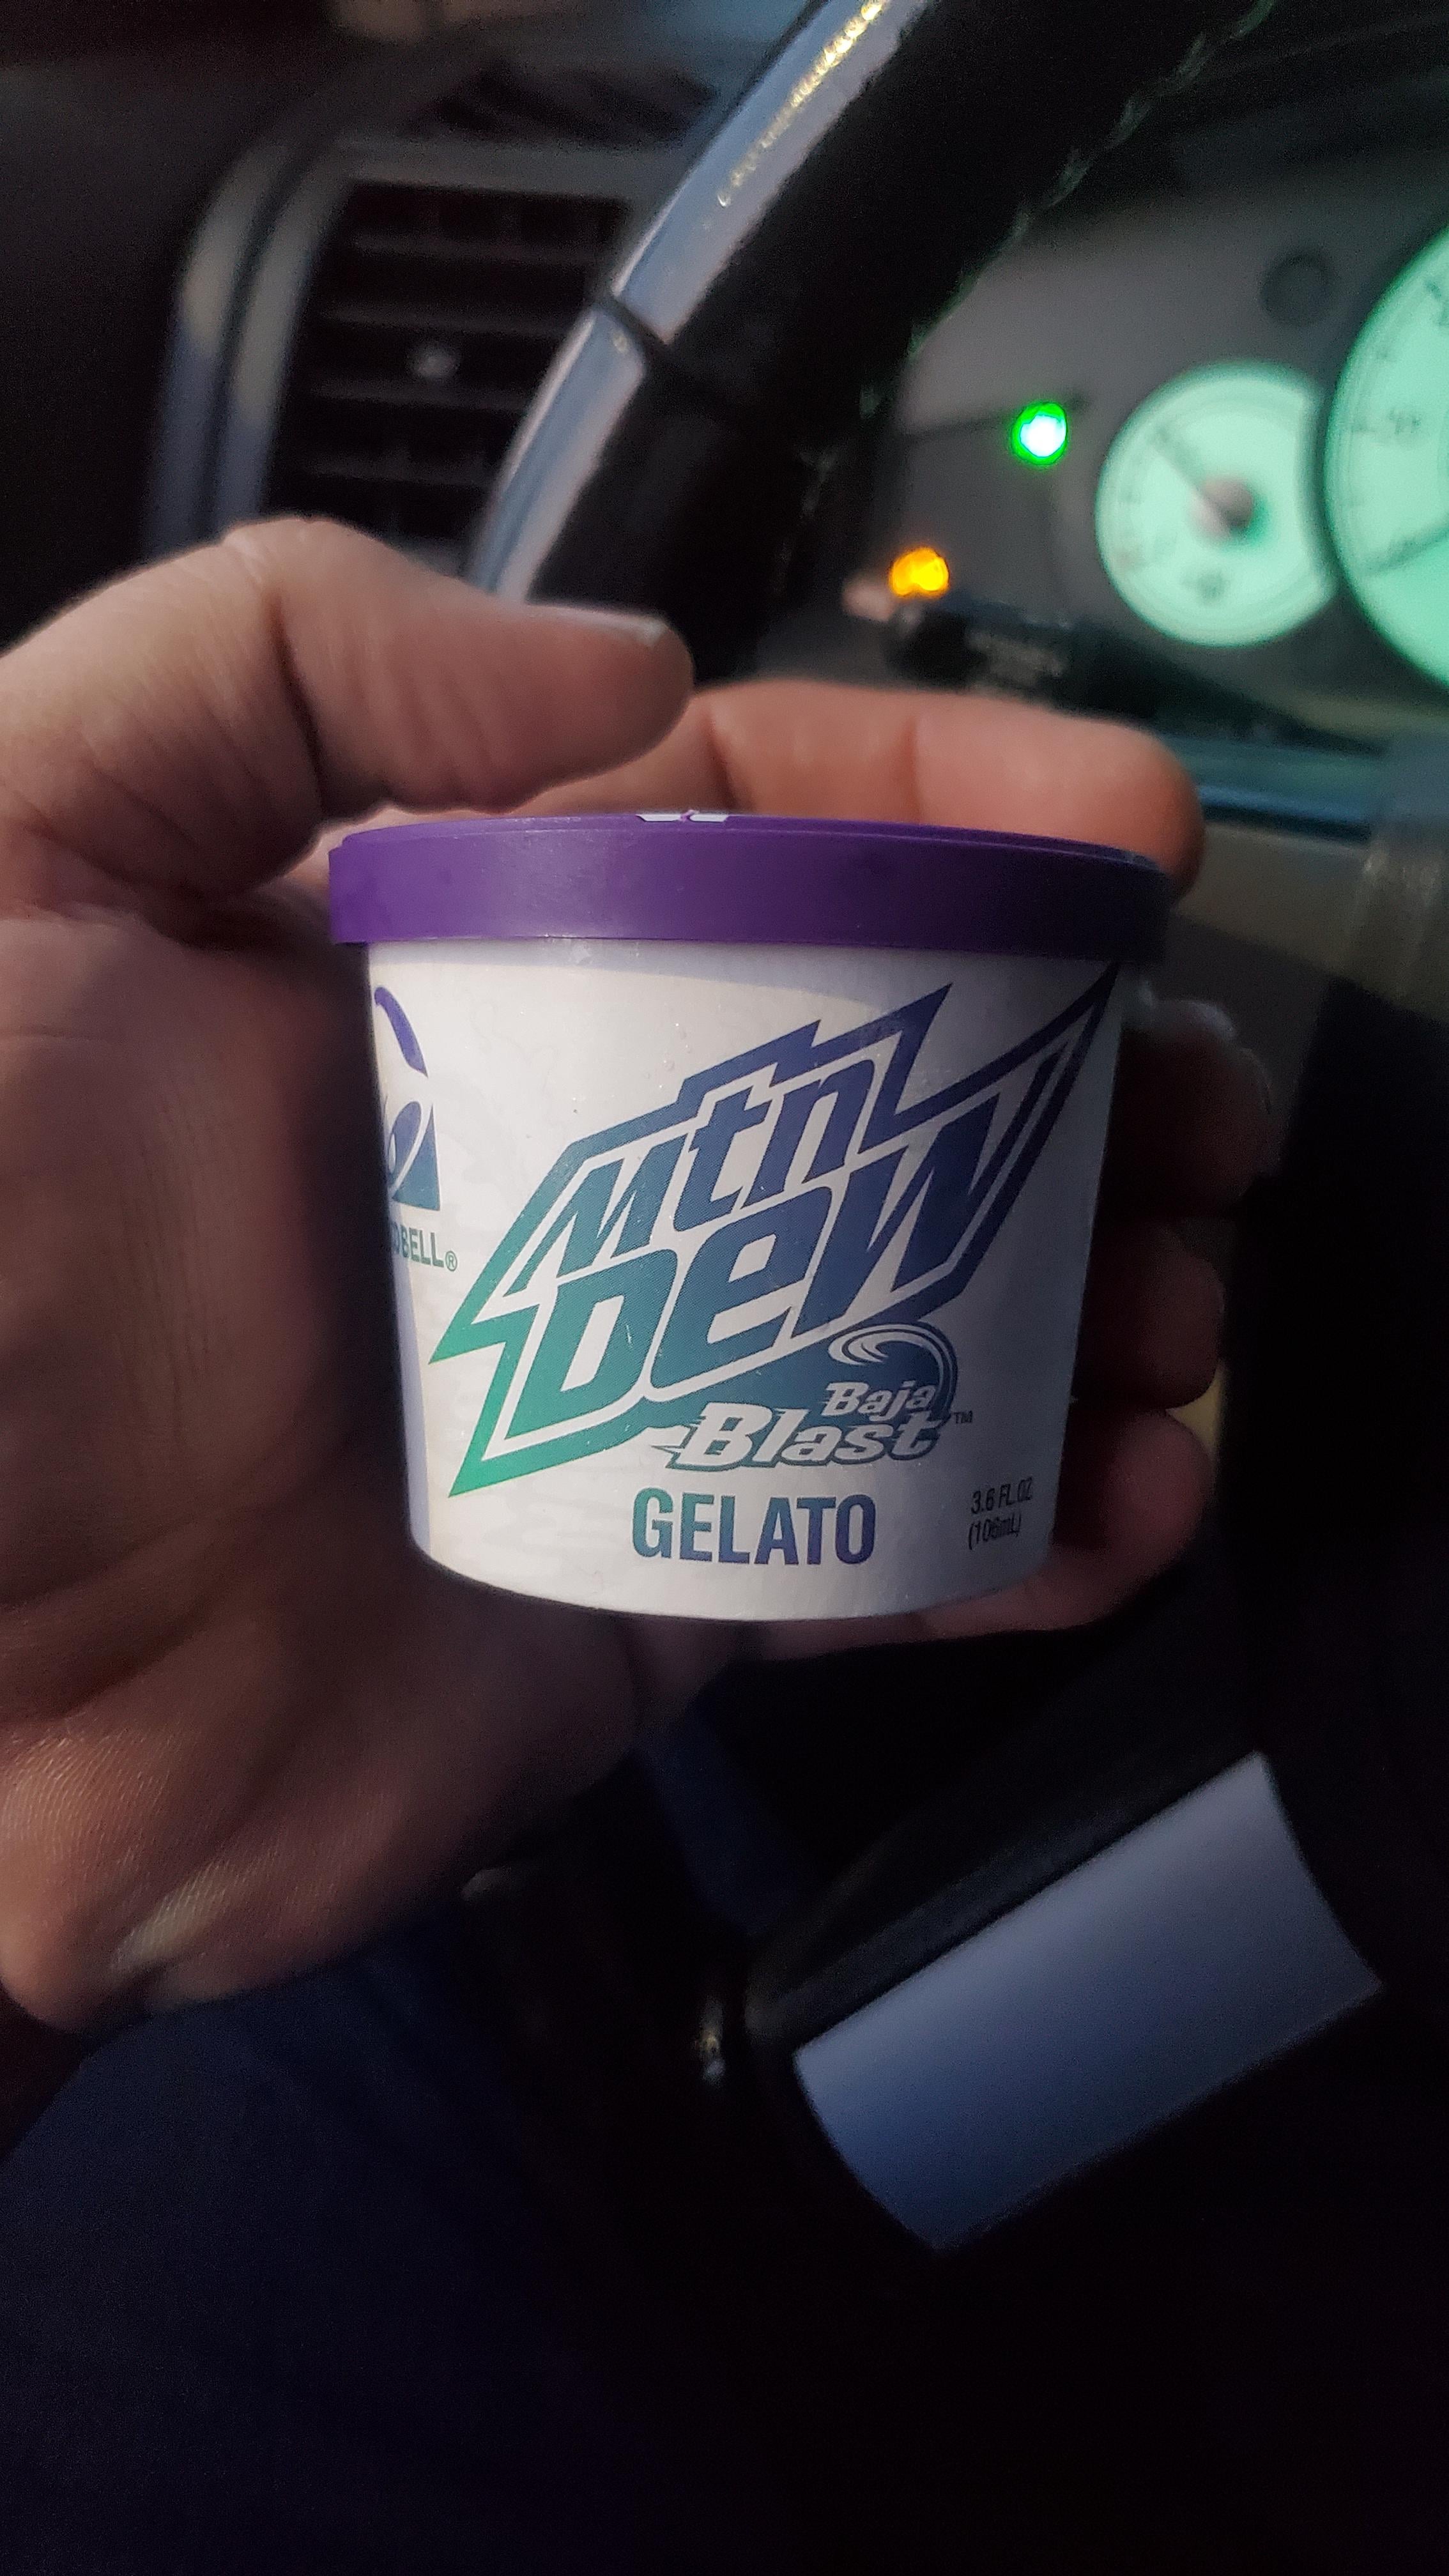 Mtn
Dew
Baja
Blast™
GELATO
3.6 FL.OZ
(106mL)
BELL®